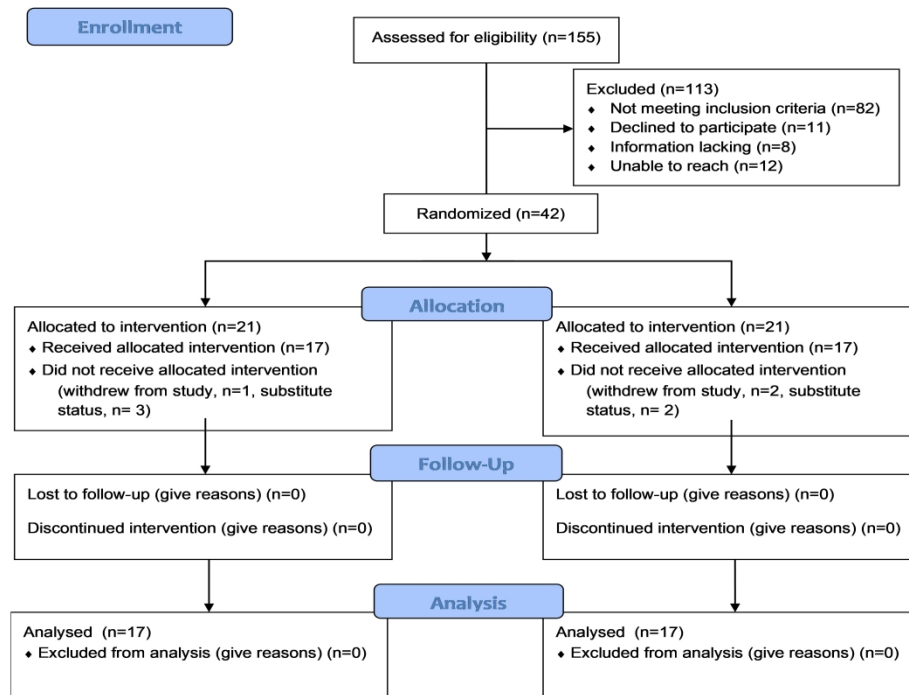 Enrollment
Assessed for eligibility (n=155)
Excluded (n=113)
◆ Not meeting inclusion criteria (n=82)
◆ Declined to participate (n=11)
◆ Information lacking (n=8)
◆ Unable to reach (n=12)
Randomized (n=42)
Allocation
Allocated to intervention (n=21)
◆ Received allocated intervention (n=17)
◆ Did not receive allocated intervention
(withdrew from study, n=1, substitute
status, n= 3)
Allocated to intervention (n=21)
◆ Received allocated intervention (n=17)
◆ Did not receive allocated intervention
(withdrew from study, n=2, substitute
status, n= 2)
Follow-Up
Lost to follow-up (give reasons) (n=0)
Discontinued intervention (give reasons) (n=0)
Lost to follow-up (give reasons) (n=0)
Discontinued intervention (give reasons) (n=0)
Analysis
Analysed (n=17)
◆ Excluded from analysis (give reasons) (n=0)
Analysed (n=17)
◆ Excluded from analysis (give reasons) (n=0)